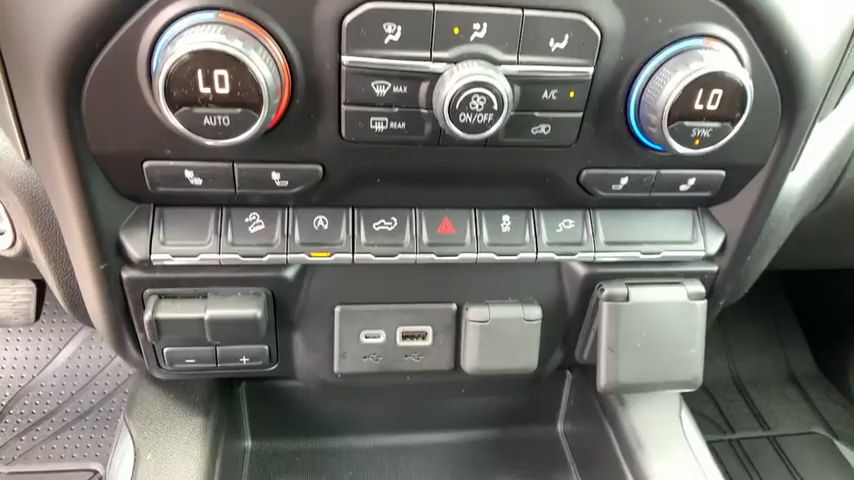 LO
AUTO
MAX
REAR
ON/OFF
A/C
LO
SYNC
A
- +